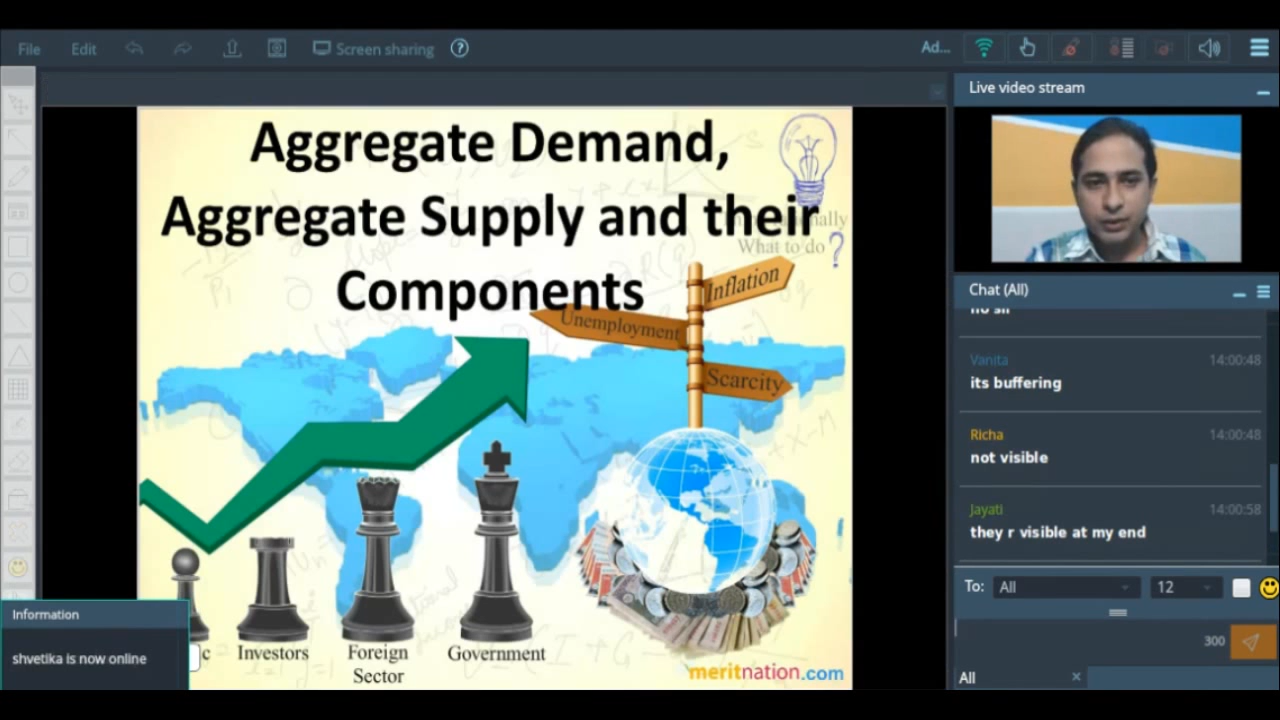 File Edit Screen sharing ? Ad...
Aggregate Demand,
Aggregate Supply and their
Components
What to do ?
Inflation
Unemployment
Scarcity
Investors
Foreign
Sector
Government
meritnation.com
Information
shvetika is now online
Live video stream
Chat (All)
Vanita 14:00:48
its buffering
Richa 14:00:48
not visible
Jayati 14:00:58
they r visible at my end
To: All 12
300
All